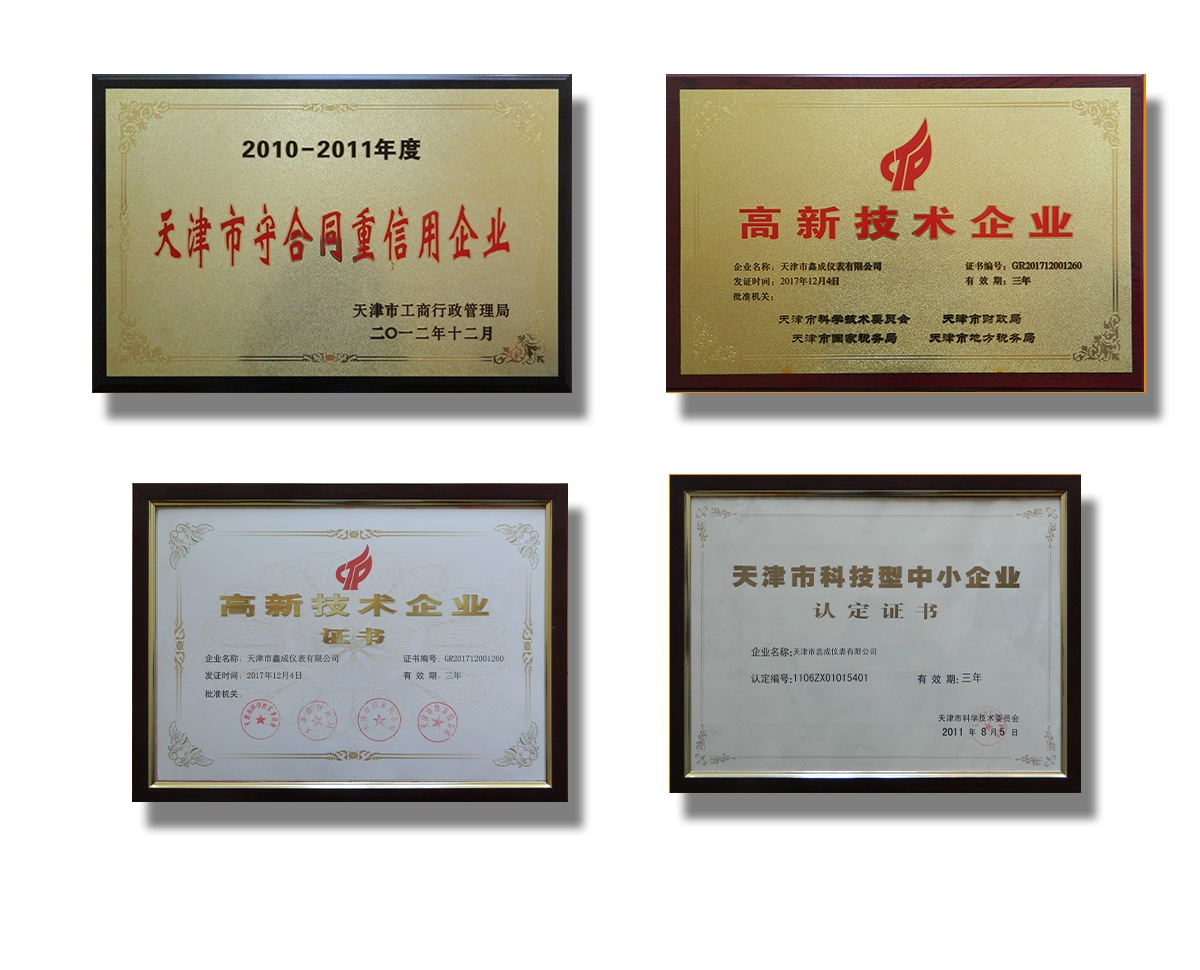 2010-2011年度
天津市守合同重信用企业
天津市工商行政管理局
二〇一二年十二月
高新技术企业
企业名称：天津市鑫成仪表有限公司 证书编号：GR201712001260
发证时间：2017年12月4日 有 效 期：三年
批准机关：
天津市科学技术委员会 天津市财政局
天津市国家税务局 天津市地方税务局
高新技术企业
证书
企业名称：天津市鑫成仪表有限公司 证书编号：GR201712001260
发证时间：2017年12月4日 有 效 期：三年
批准机关：
天津市科技型中小企业
认定证书
企业名称:天津市鑫成仪表有限公司
认定编号:1106ZX01015401 有 效 期:三年
天津市科学技术委员会
2011 年 8 月 5 日